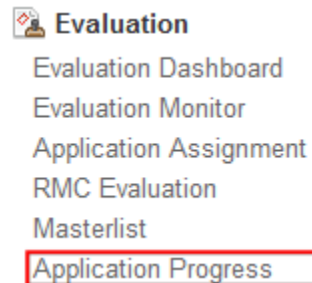 Evaluation
Evaluation Dashboard
Evaluation Monitor
Application Assignment
RMC Evaluation
Masterlist
Application Progress